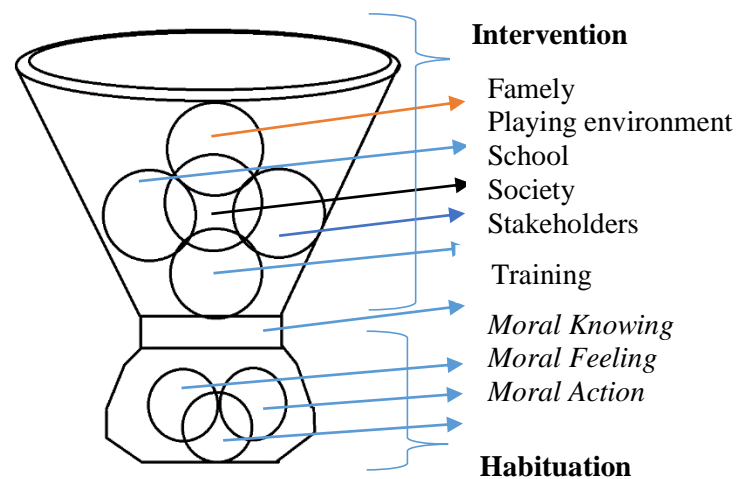 Intervention
Famely
Playing environment
School
Society
Stakeholders
Training
Moral Knowing
Moral Feeling
Moral Action
Habituation